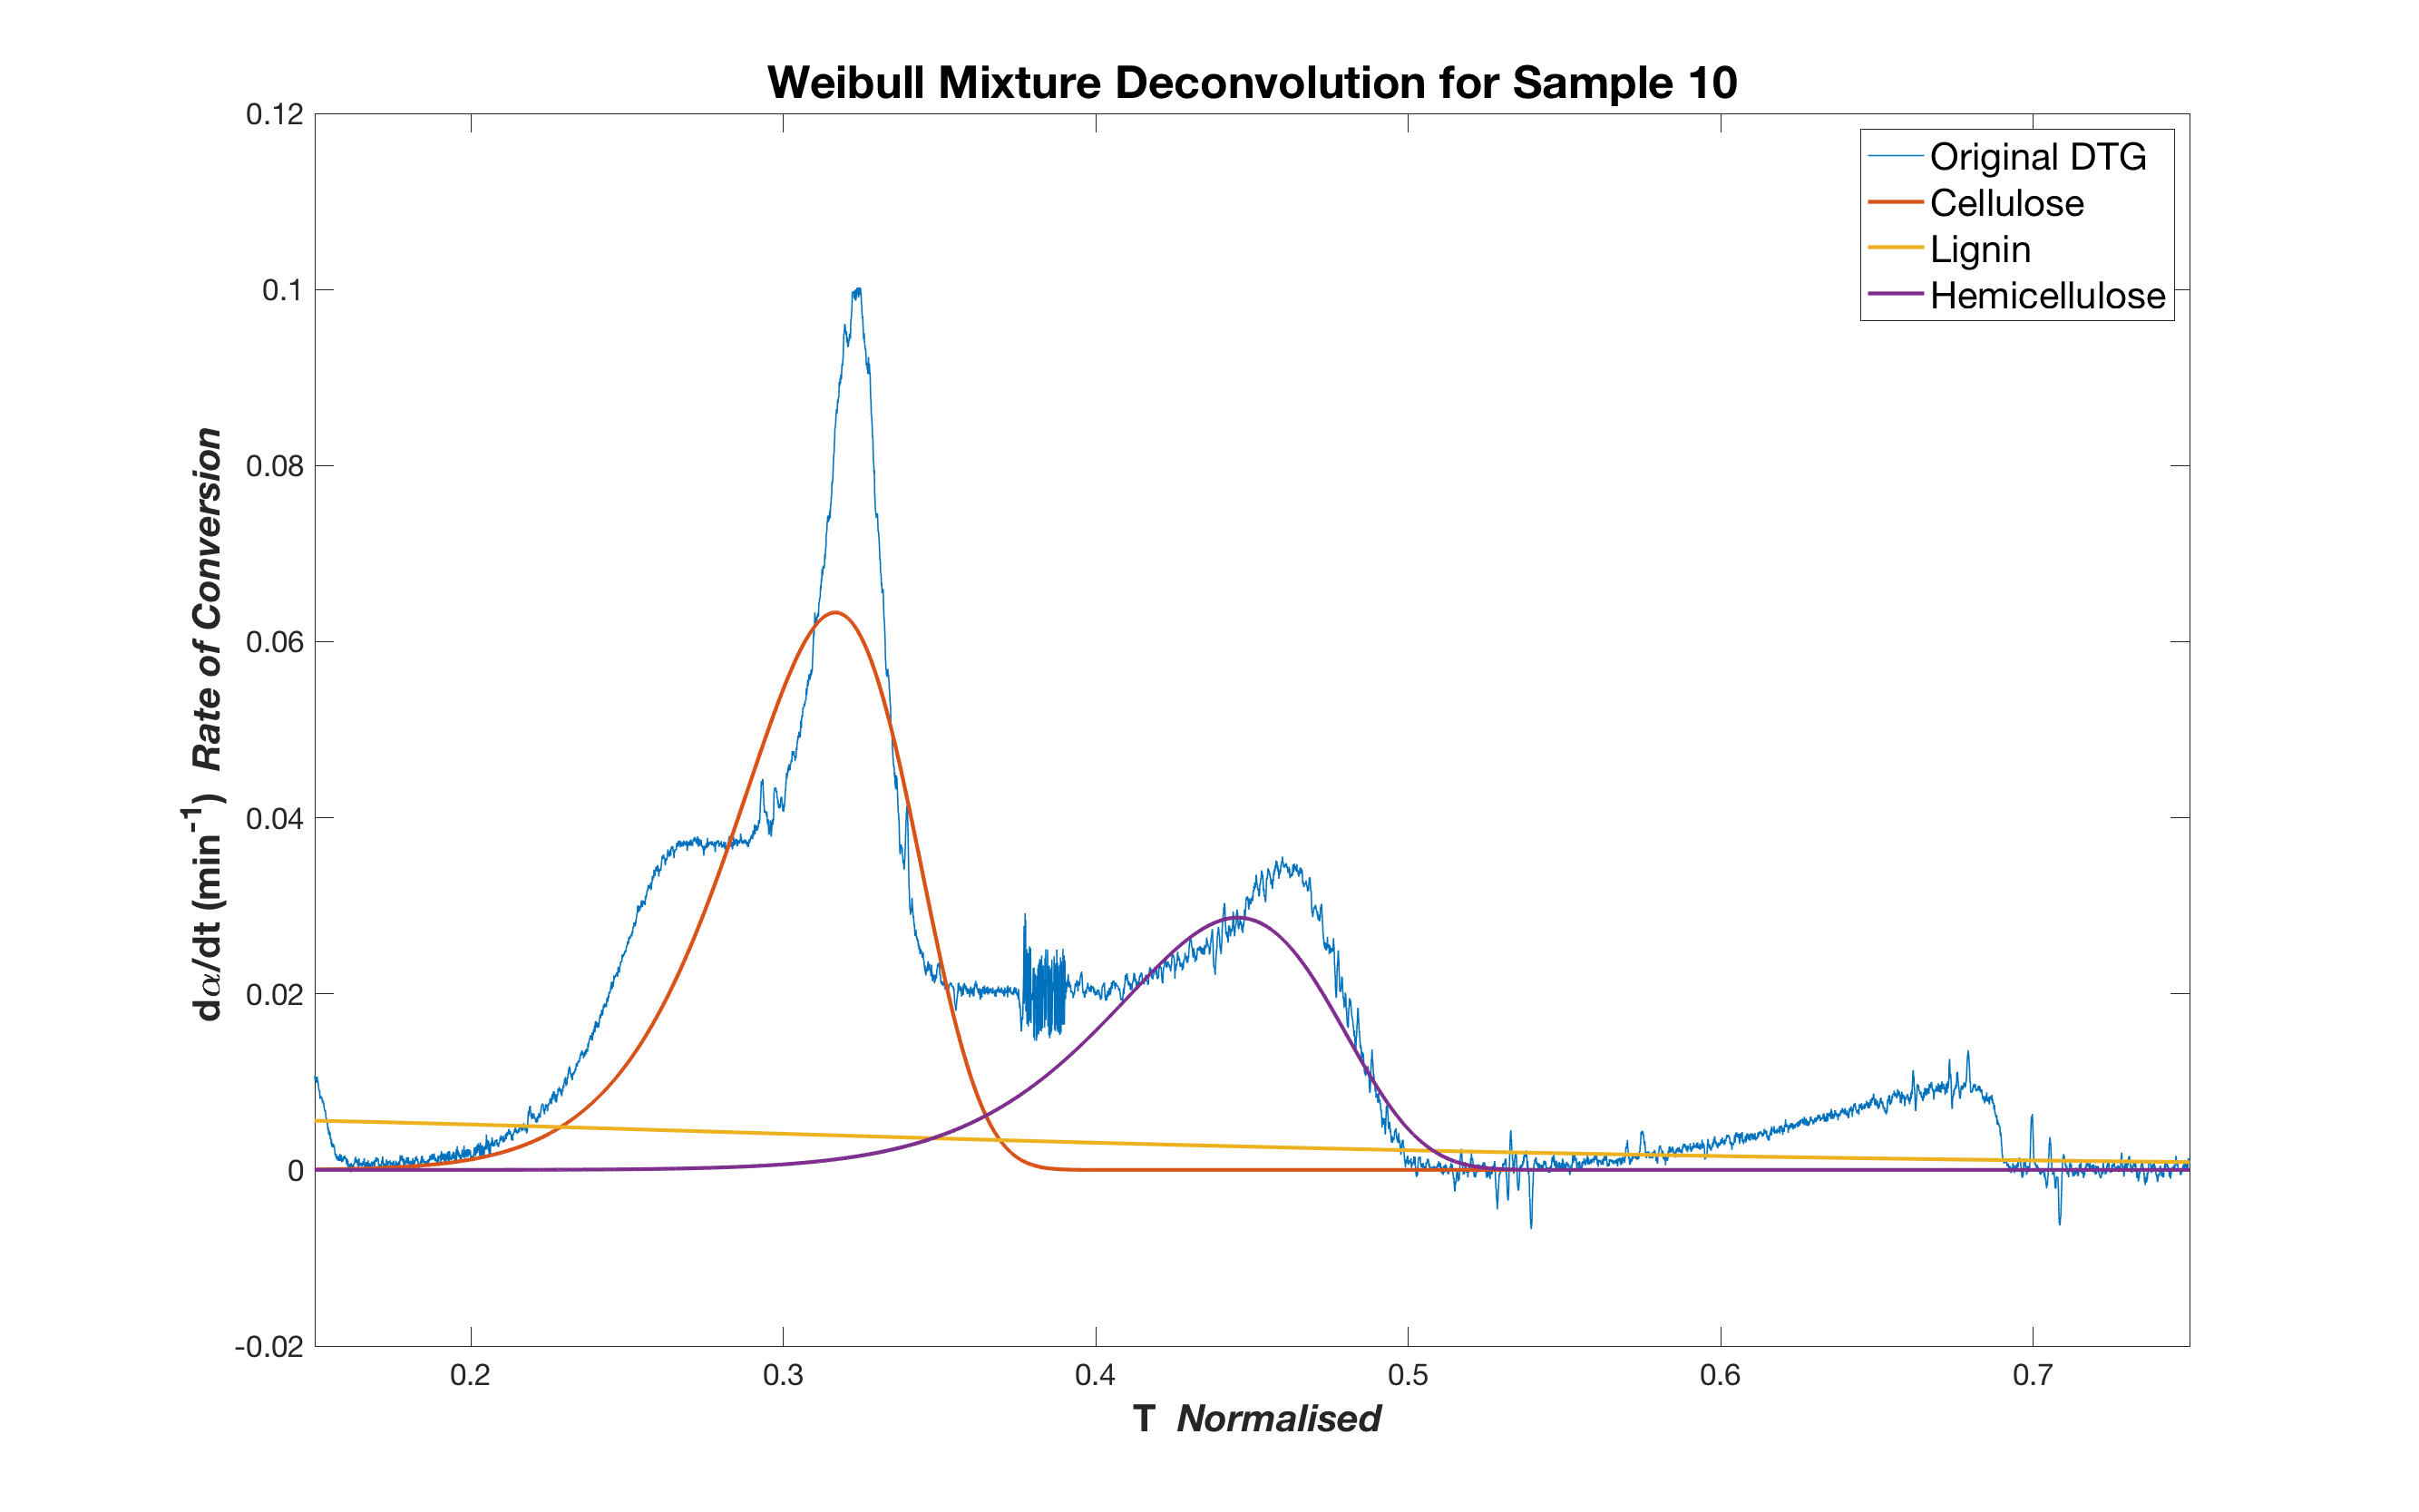 Weibull Mixture Deconvolution for Sample 10
0.12
0.1
0.08
0.06
0.04
0.02
0
-0.02
dα/dt (min⁻¹) Rate of Conversion
Original DTG
Cellulose
Lignin
Hemicellulose
0.2 0.3 0.4 0.5 0.6 0.7
T Normalised